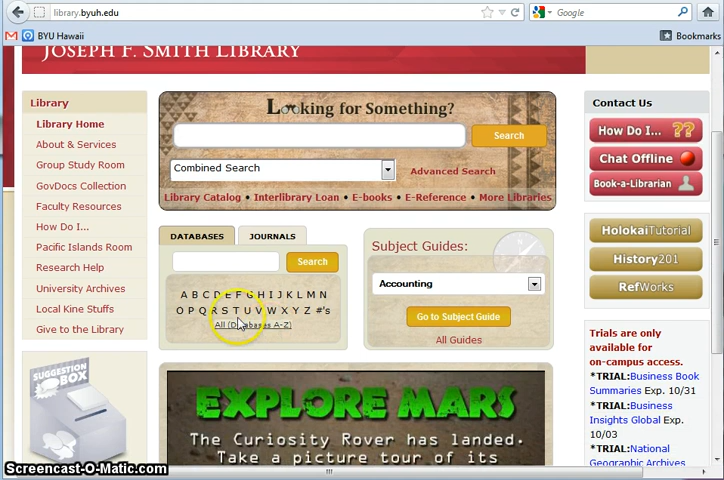 library.byuh.edu
Google
BYU Hawaii
Bookmarks
JOSEPH F. SMITH LIBRARY
Library
Library Home
About & Services
Group Study Room
GovDocs Collection
Faculty Resources
How Do I...
Pacific Islands Room
Research Help
University Archives
Local Kine Stuffs
Give to the Library
SUGGESTION BOX
Looking for Something?
Search
Combined Search
Advanced Search
Library Catalog • Interlibrary Loan • E-books • E-Reference • More Libraries
DATABASES
JOURNALS
Search
A B C D E F G H I J K L M N
O P Q R S T U V W X Y Z #'s
All (Databases A-Z)
Subject Guides:
Accounting
Go to Subject Guide
All Guides
EXPLORE MARS
The Curiosity Rover has landed.
Take a picture tour of its
Contact Us
How Do I... ??
Chat Offline
Book-a-Librarian
HolokaiTutorial
History201
RefWorks
Trials are only
available for
on-campus access.
*TRIAL:Business Book
Summaries Exp. 10/31
*TRIAL:Business
Insights Global Exp.
10/03
*TRIAL:National
Geographic Archives
Screencast-O-Matic.com